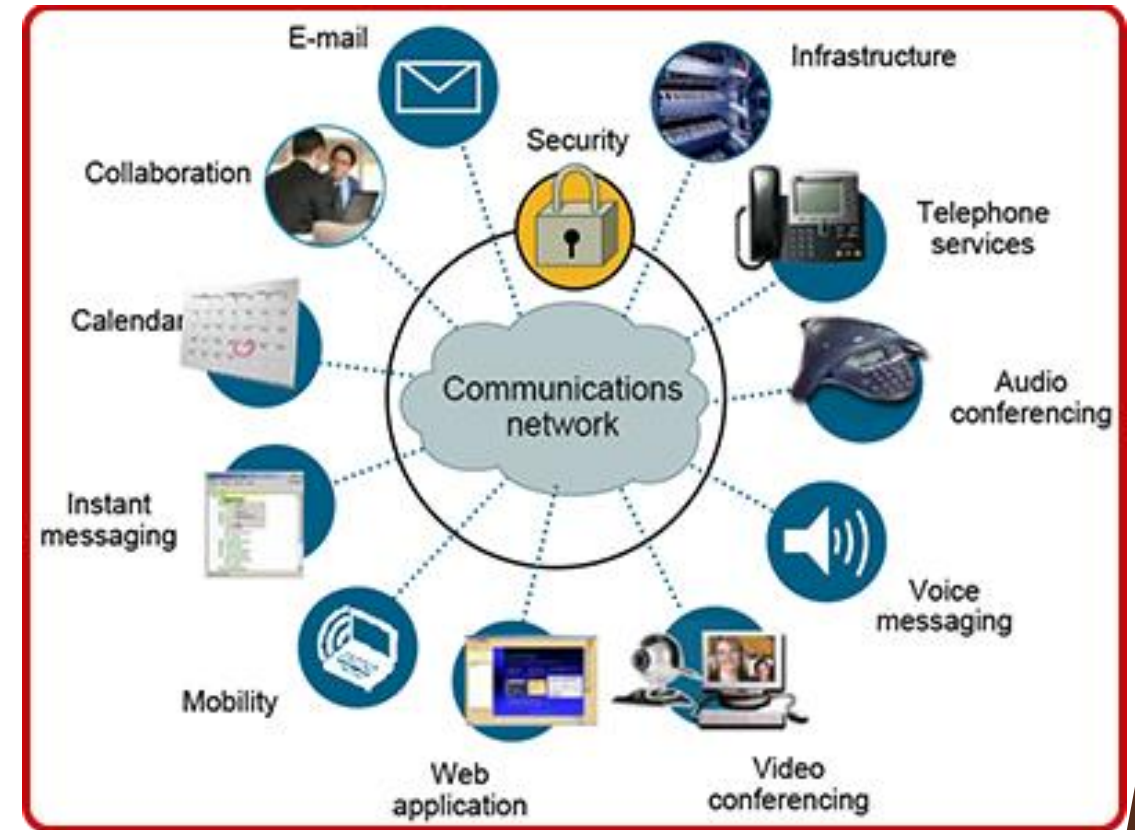 E-mail
Infrastructure
Security
Collaboration
Telephone
services
Calendar
Communications
network
Audio
conferencing
Instant
messaging
Voice
messaging
Mobility
Web
application
Video
conferencing